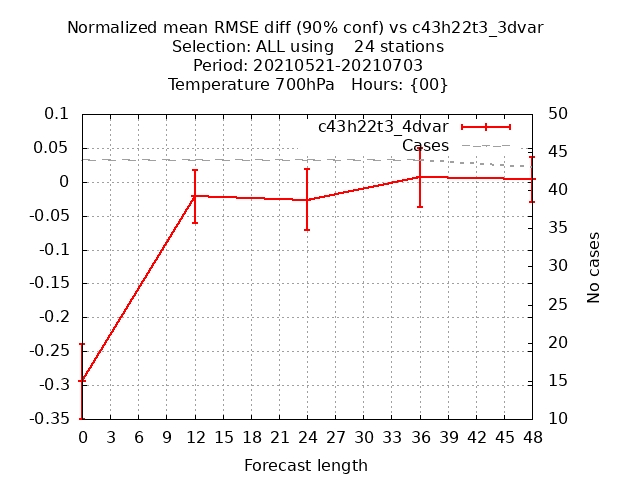 Normalized mean RMSE diff (90% conf) vs c43h22t3_3dvar
Selection: ALL using    24 stations
Period: 20210521-20210703
Temperature 700hPa   Hours: {00}
c43h22t3_4dvar
Cases
0.1
0.05
0
-0.05
-0.1
-0.15
-0.2
-0.25
-0.3
-0.35
50
45
40
35
30
25
20
15
10
No cases
0 3 6 9 12 15 18 21 24 27 30 33 36 39 42 45 48
Forecast length